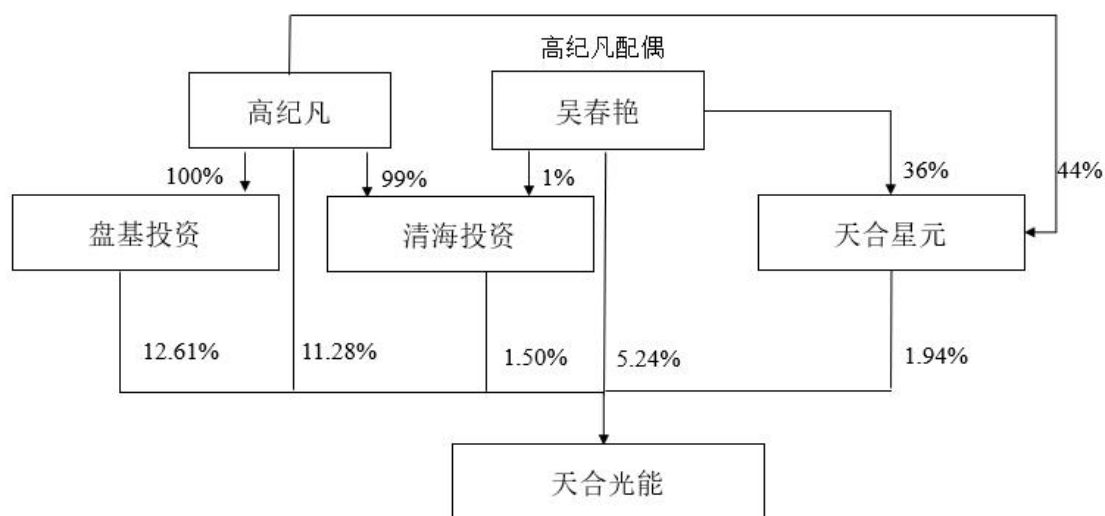 高纪凡配偶
高纪凡
吴春艳
100%
99%
1%
36%
44%
盘基投资
清海投资
天合星元
12.61%
11.28%
1.50%
5.24%
1.94%
天合光能